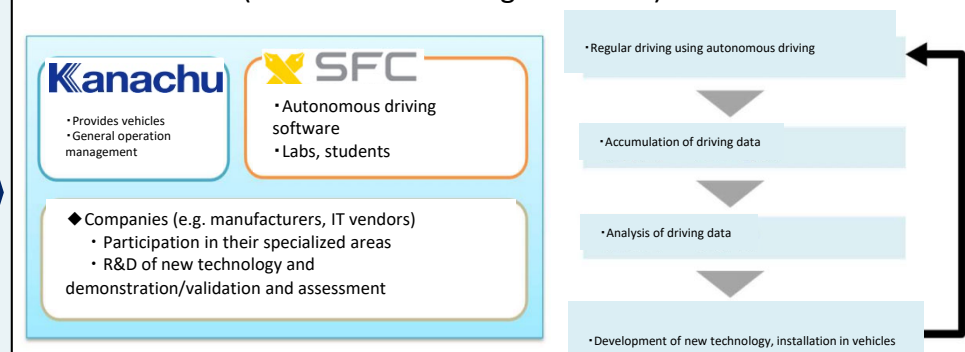 Kanachu
・Provides vehicles
・General operation
management
SFC
・Autonomous driving
software
・Labs, students
◆Companies (e.g. manufacturers, IT vendors)
・Participation in their specialized areas
・R&D of new technology and
demonstration/validation and assessment
・Regular driving using autonomous driving
・Accumulation of driving data
・Analysis of driving data
・Development of new technology, installation in vehicles